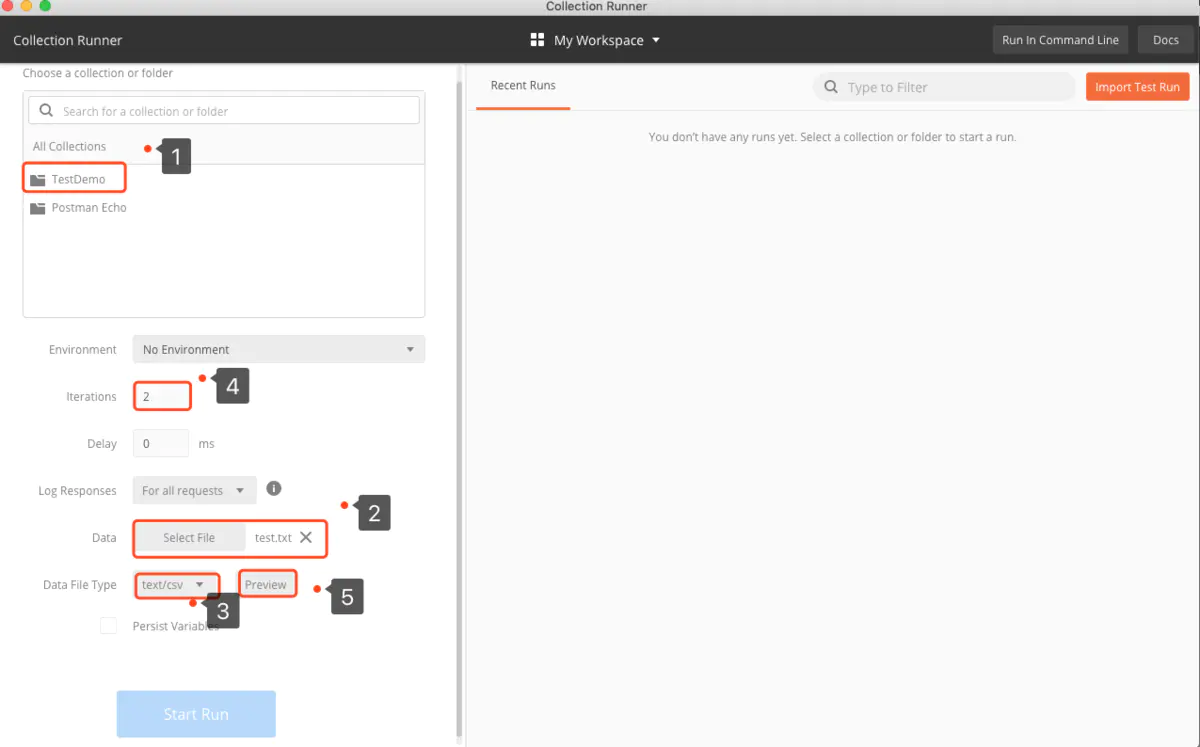 Collection Runner
Collection Runner
My Workspace
Run In Command Line
Docs
Choose a collection or folder
Search for a collection or folder
All Collections
1
TestDemo
Postman Echo
Environment
No Environment
4
Iterations
2
Delay
0
ms
Log Responses
For all requests
2
Data
Select File
test.txt
Data File Type
text/csv
Preview
5
3
Persist Variables
Start Run
Recent Runs
Type to Filter
Import Test Run
You don't have any runs yet. Select a collection or folder to start a run.